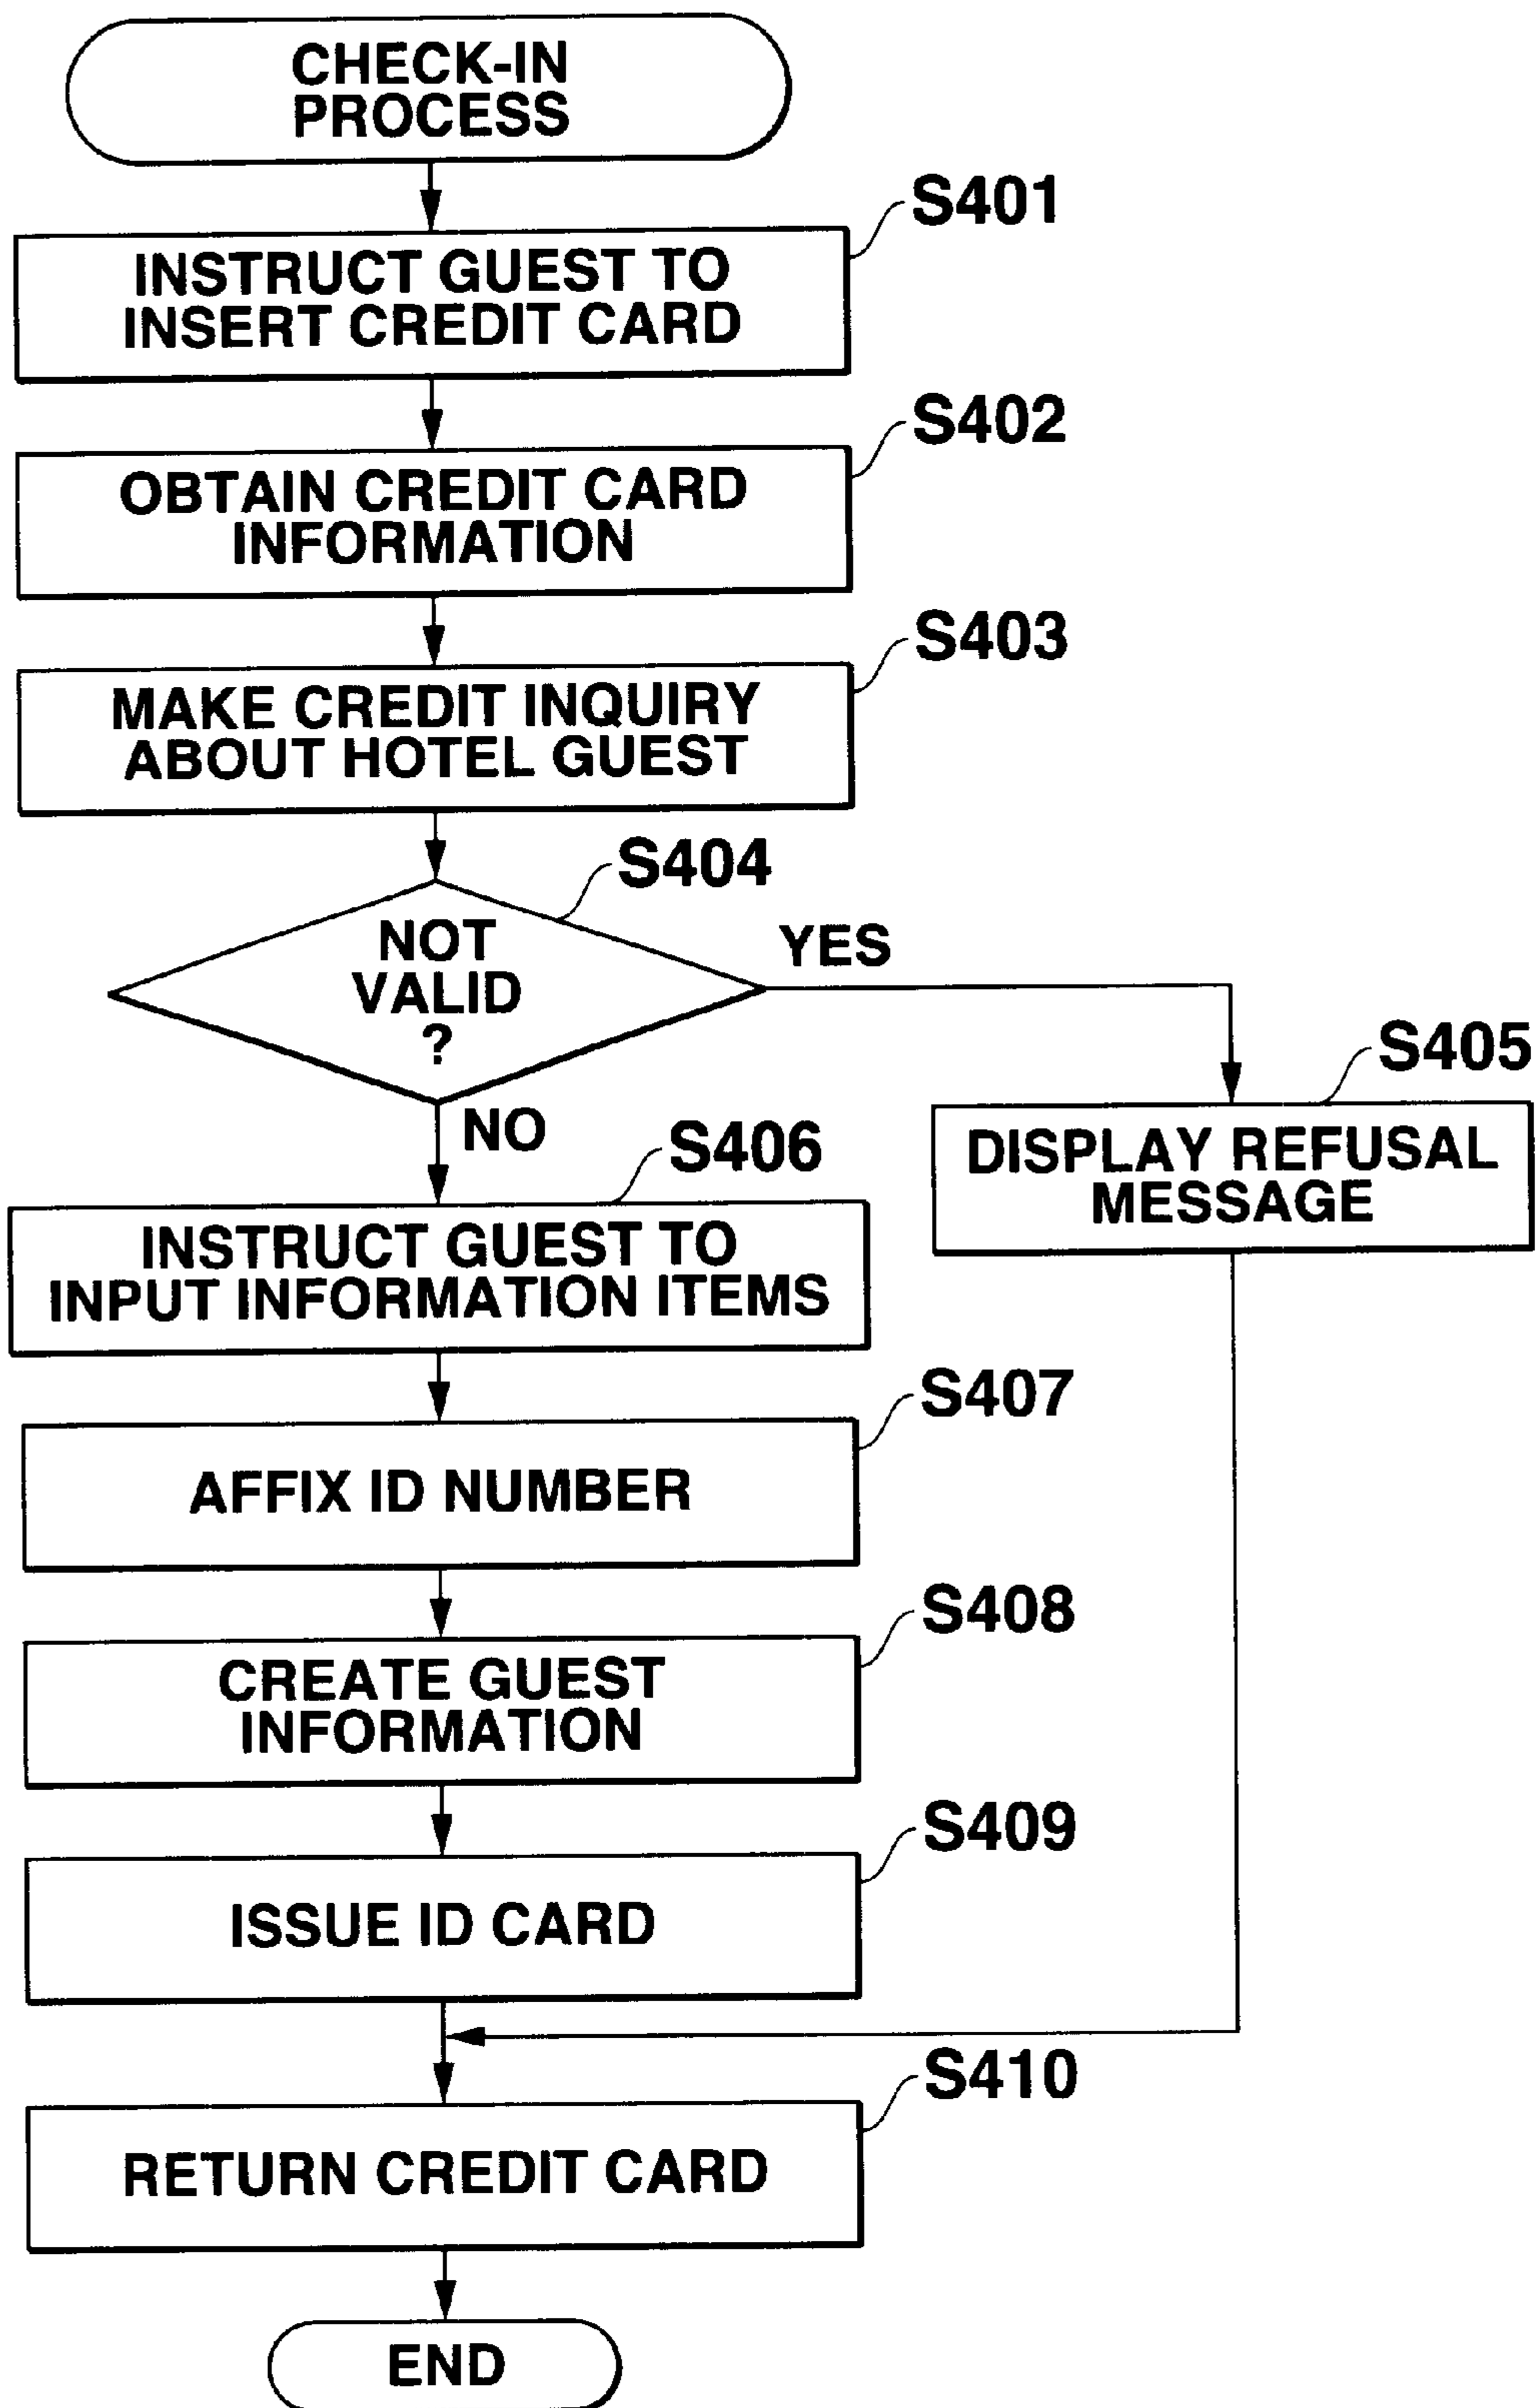 CHECK-IN
PROCESS
S401
INSTRUCT GUEST TO
INSERT CREDIT CARD
S402
OBTAIN CREDIT CARD
INFORMATION
S403
MAKE CREDIT INQUIRY
ABOUT HOTEL GUEST
S404
NOT
VALID
?
YES
NO
S405
DISPLAY REFUSAL
MESSAGE
S406
INSTRUCT GUEST TO
INPUT INFORMATION ITEMS
S407
AFFIX ID NUMBER
S408
CREATE GUEST
INFORMATION
S409
ISSUE ID CARD
S410
RETURN CREDIT CARD
END